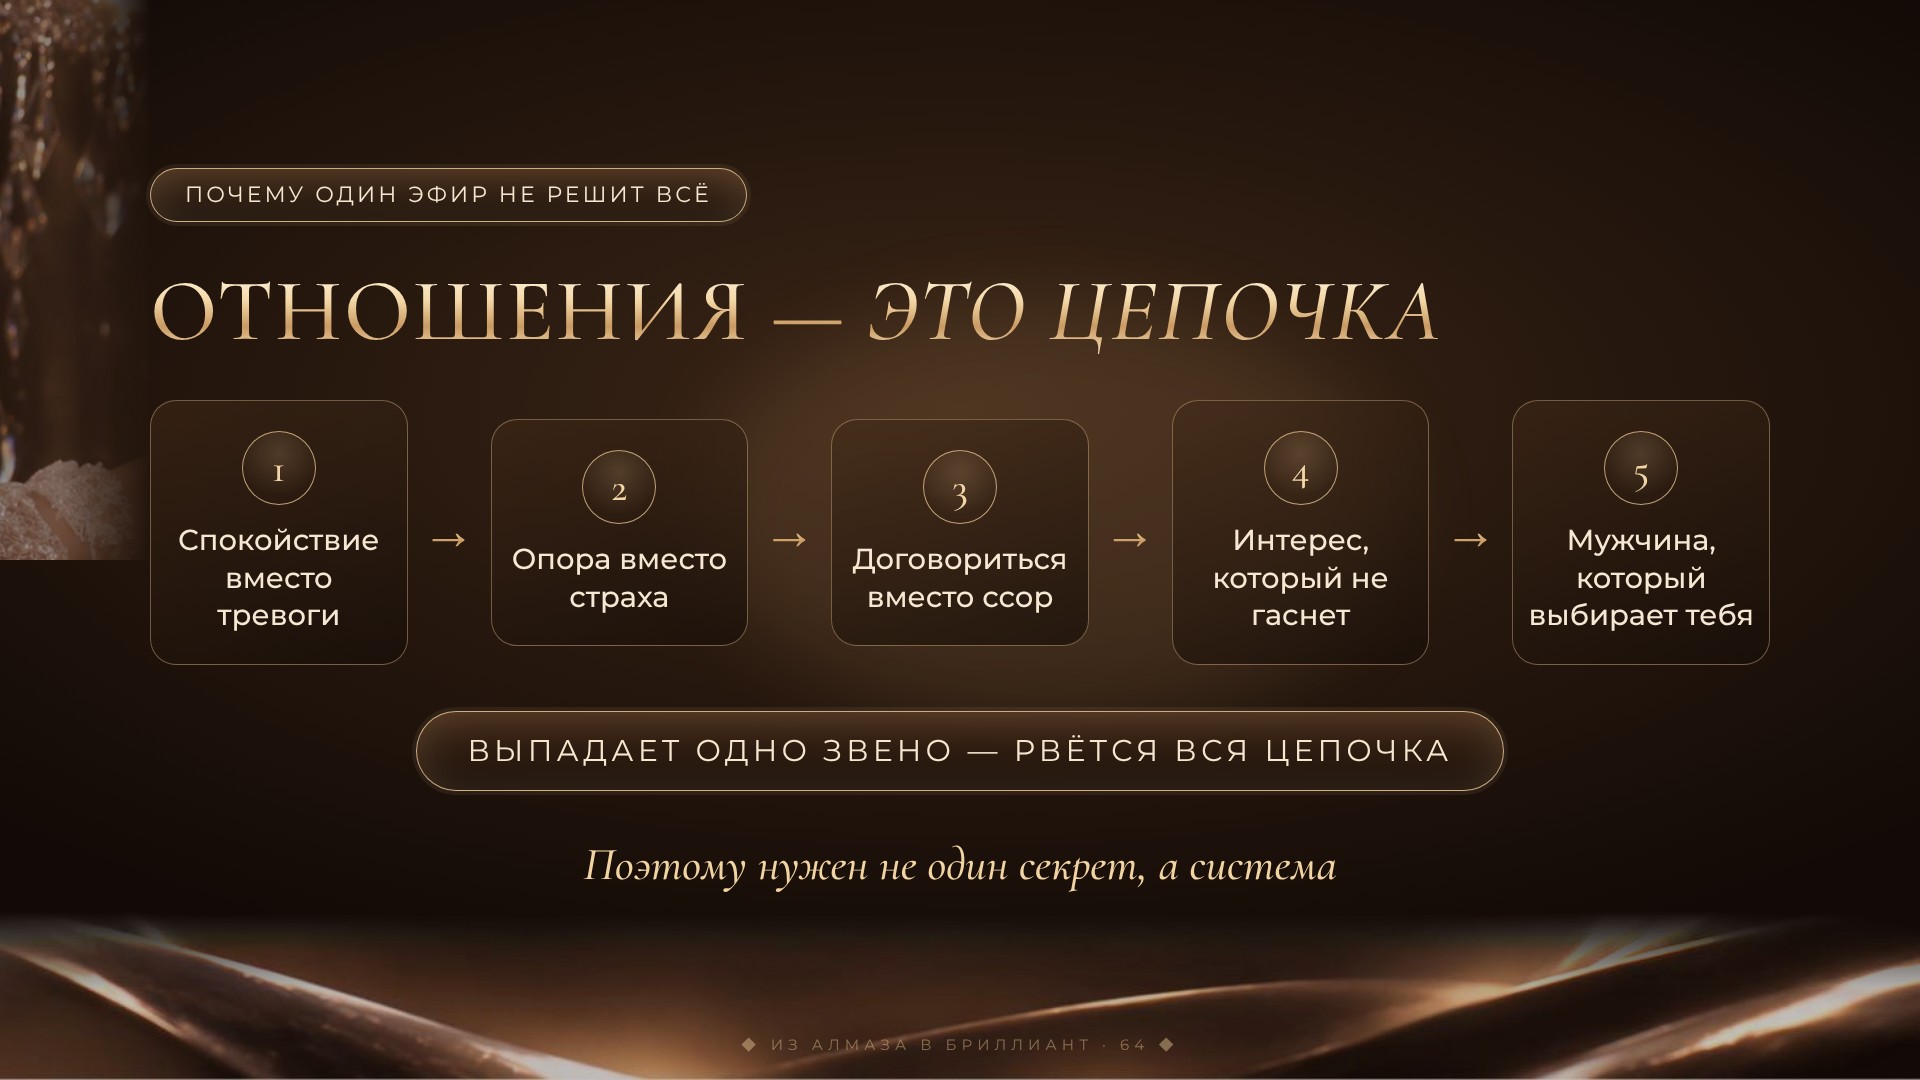 ПОЧЕМУ ОДИН ЭФИР НЕ РЕШИТ ВСЁ
ОТНОШЕНИЯ — ЭТО ЦЕПОЧКА
1
Спокойствие
вместо
тревоги
→
2
Опора вместо
страха
→
3
Договориться
вместо ссор
→
4
Интерес,
который не
гаснет
→
5
Мужчина,
который
выбирает тебя
ВЫПАДАЕТ ОДНО ЗВЕНО — РВЁТСЯ ВСЯ ЦЕПОЧКА
Поэтому нужен не один секрет, а система
◆ ИЗ АЛМАЗА В БРИЛЛИАНТ · 64 ◆